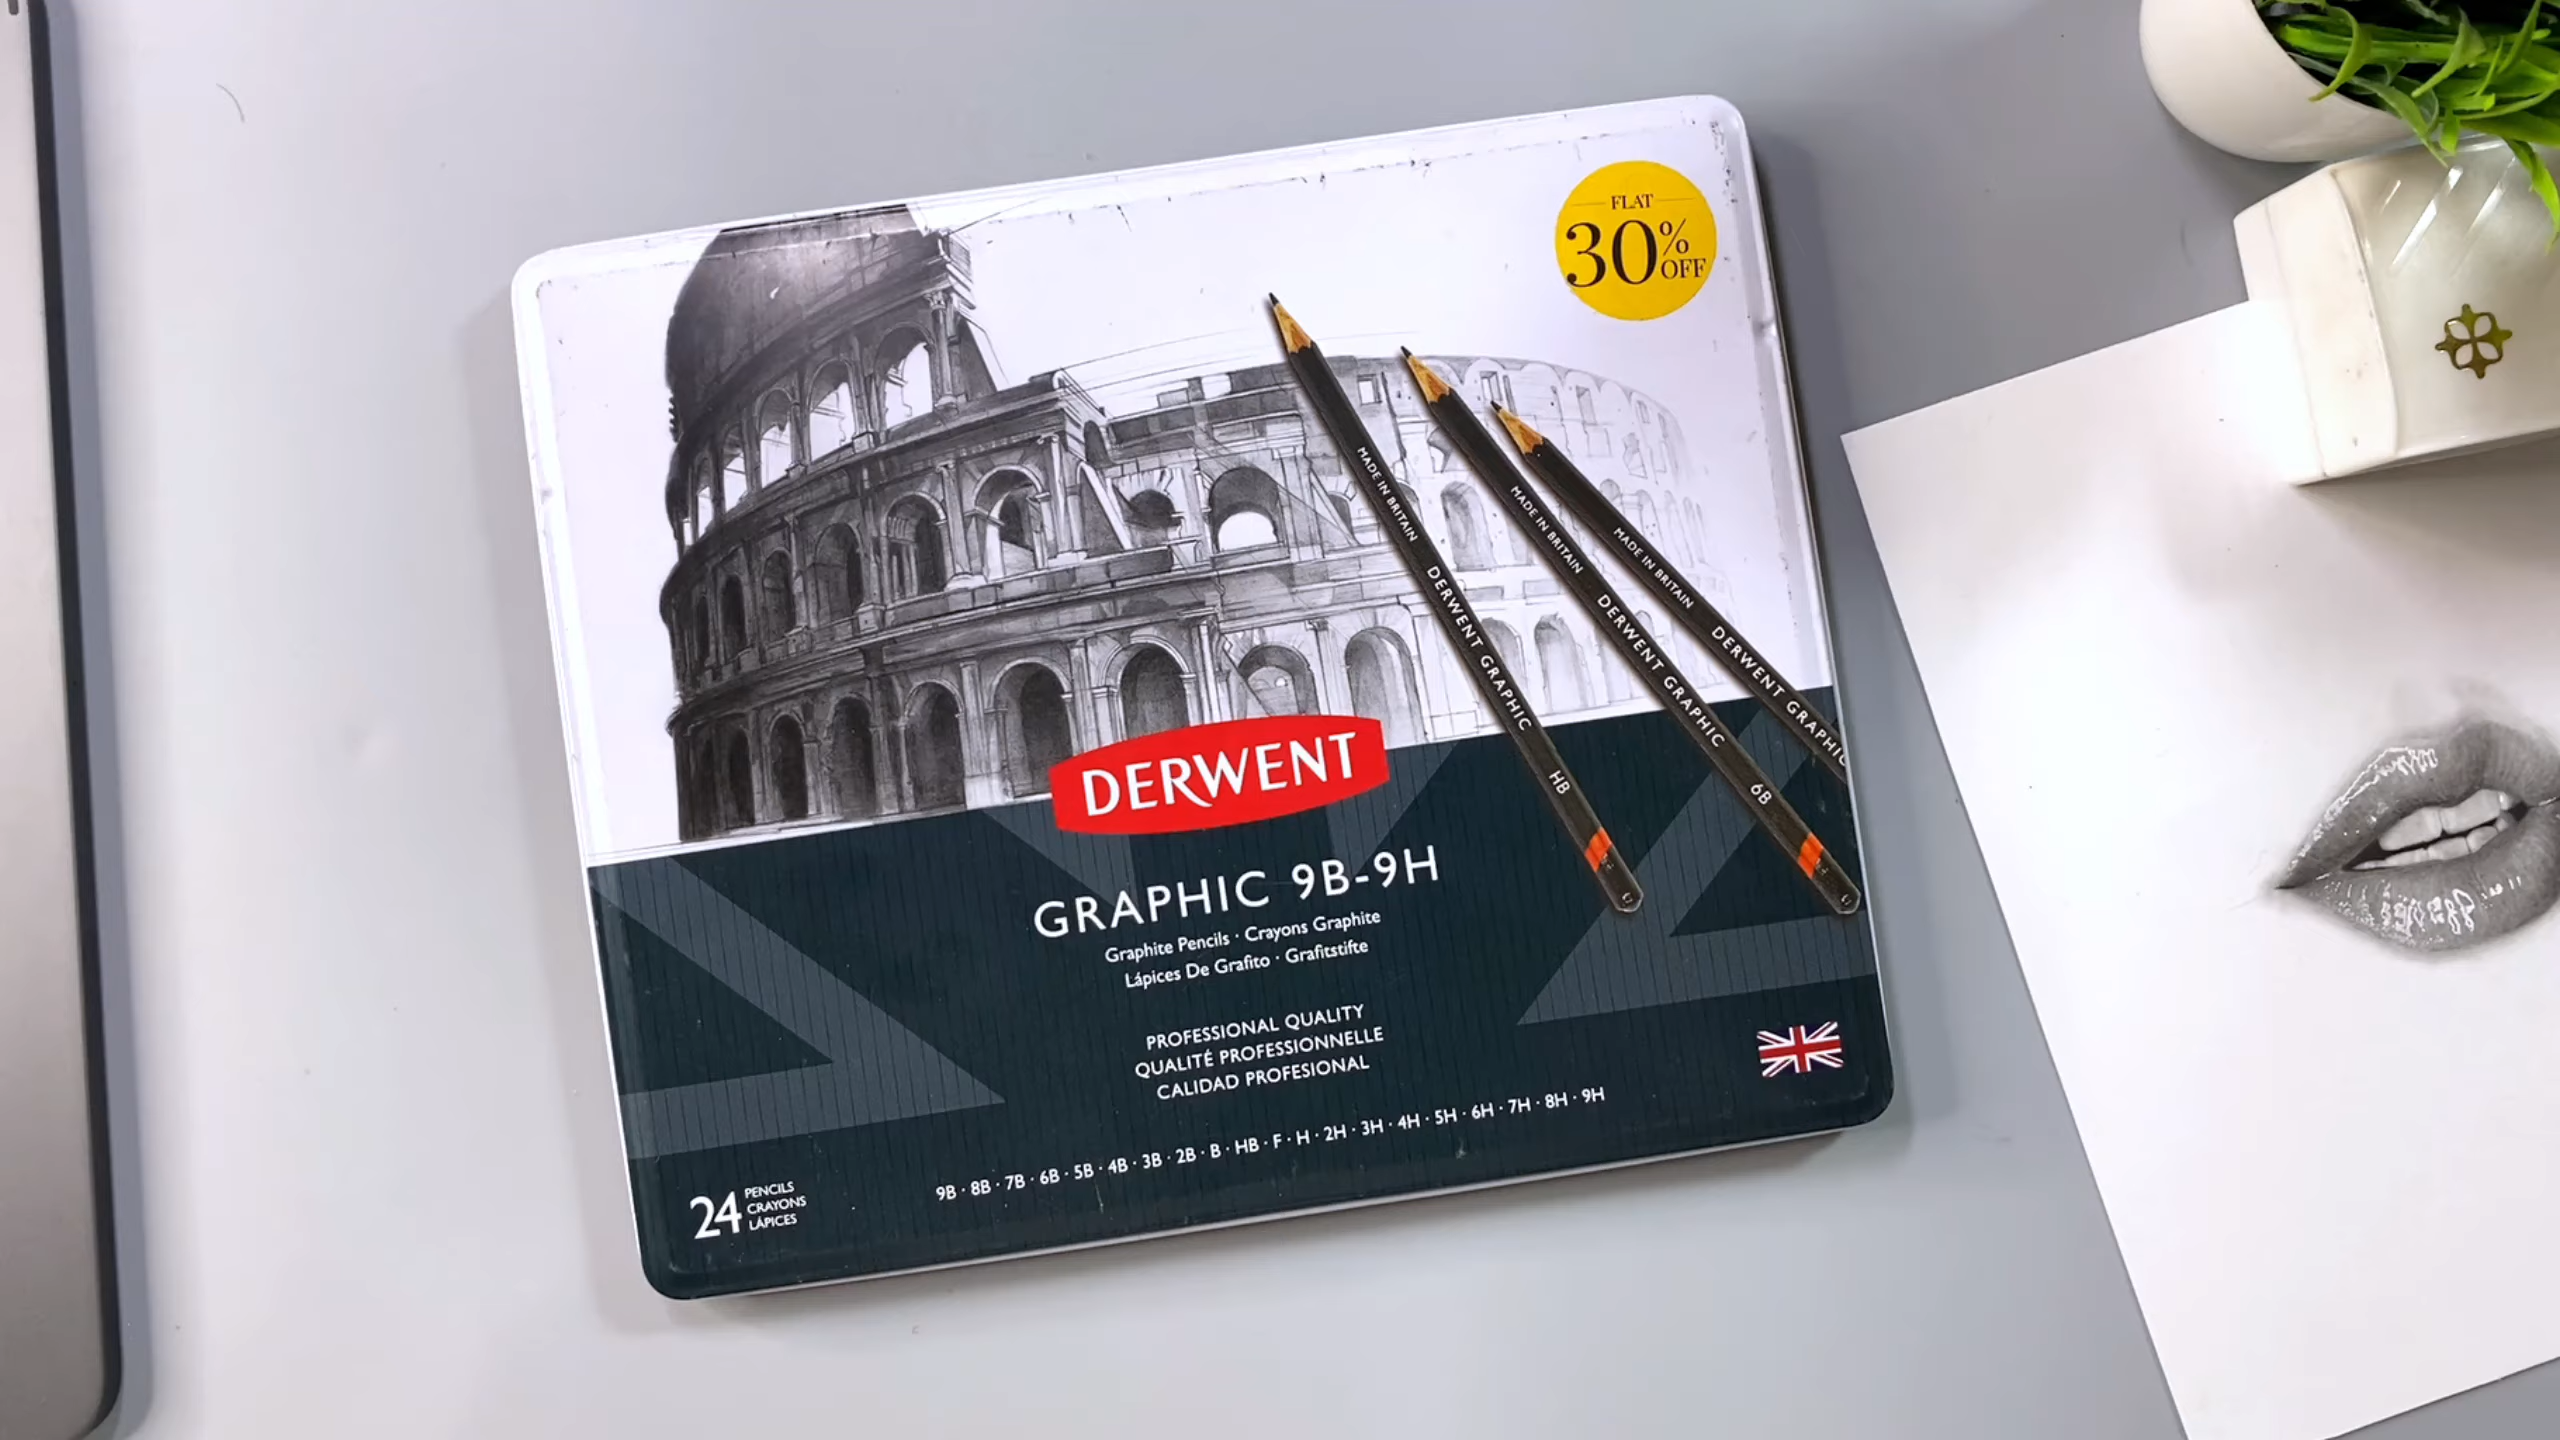 FLAT
30%
OFF
MADE IN BRITAIN DERWENT GRAPHIC HB
MADE IN BRITAIN DERWENT GRAPHIC 6B
MADE IN BRITAIN DERWENT GRAPHIC
DERWENT
GRAPHIC 9B-9H
Graphite Pencils · Crayons Graphite
Lápices De Grafito · Grafitstifte
PROFESSIONAL QUALITY
QUALITÉ PROFESSIONNELLE
CALIDAD PROFESIONAL
9B · 8B · 7B · 6B · 5B · 4B · 3B · 2B · B · HB · F · H · 2H · 3H · 4H · 5H · 6H · 7H · 8H · 9H
24 PENCILS
CRAYONS
LÁPICES